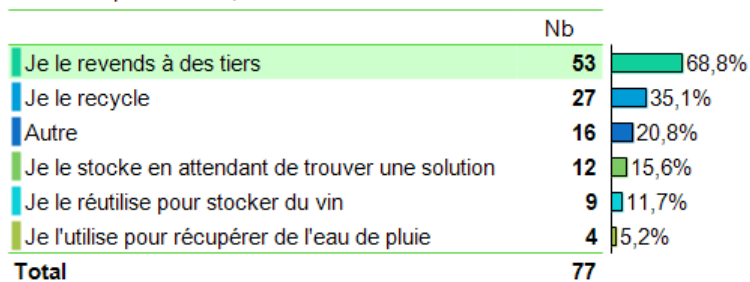 Nb
Je le revends à des tiers 53 68,8%
Je le recycle 27 35,1%
Autre 16 20,8%
Je le stocke en attendant de trouver une solution 12 15,6%
Je le réutilise pour stocker du vin 9 11,7%
Je l'utilise pour récupérer de l'eau de pluie 4 5,2%
Total 77